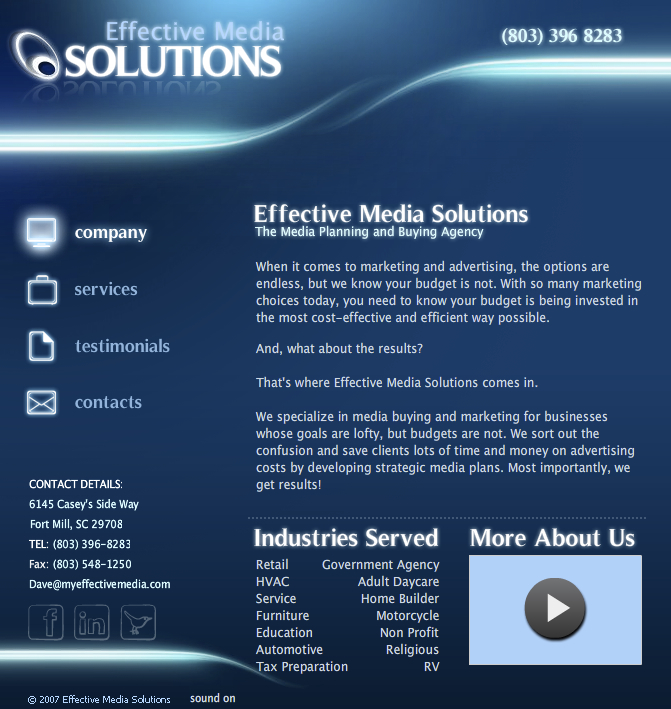 Effective Media
SOLUTIONS
(803) 396 8283
company
services
testimonials
contacts
Effective Media Solutions
The Media Planning and Buying Agency
When it comes to marketing and advertising, the options are
endless, but we know your budget is not. With so many marketing
choices today, you need to know your budget is being invested in
the most cost-effective and efficient way possible.
And, what about the results?
That's where Effective Media Solutions comes in.
We specialize in media buying and marketing for businesses
whose goals are lofty, but budgets are not. We sort out the
confusion and save clients lots of time and money on advertising
costs by developing strategic media plans. Most importantly, we
get results!
CONTACT DETAILS:
6145 Casey's Side Way
Fort Mill, SC 29708
TEL: (803) 396-8283
Fax: (803) 548-1250
Dave@myeffectivemedia.com
f in
Industries Served
Retail Government Agency
HVAC Adult Daycare
Service Home Builder
Furniture Motorcycle
Education Non Profit
Automotive Religious
Tax Preparation RV
More About Us
© 2007 Effective Media Solutions
sound on